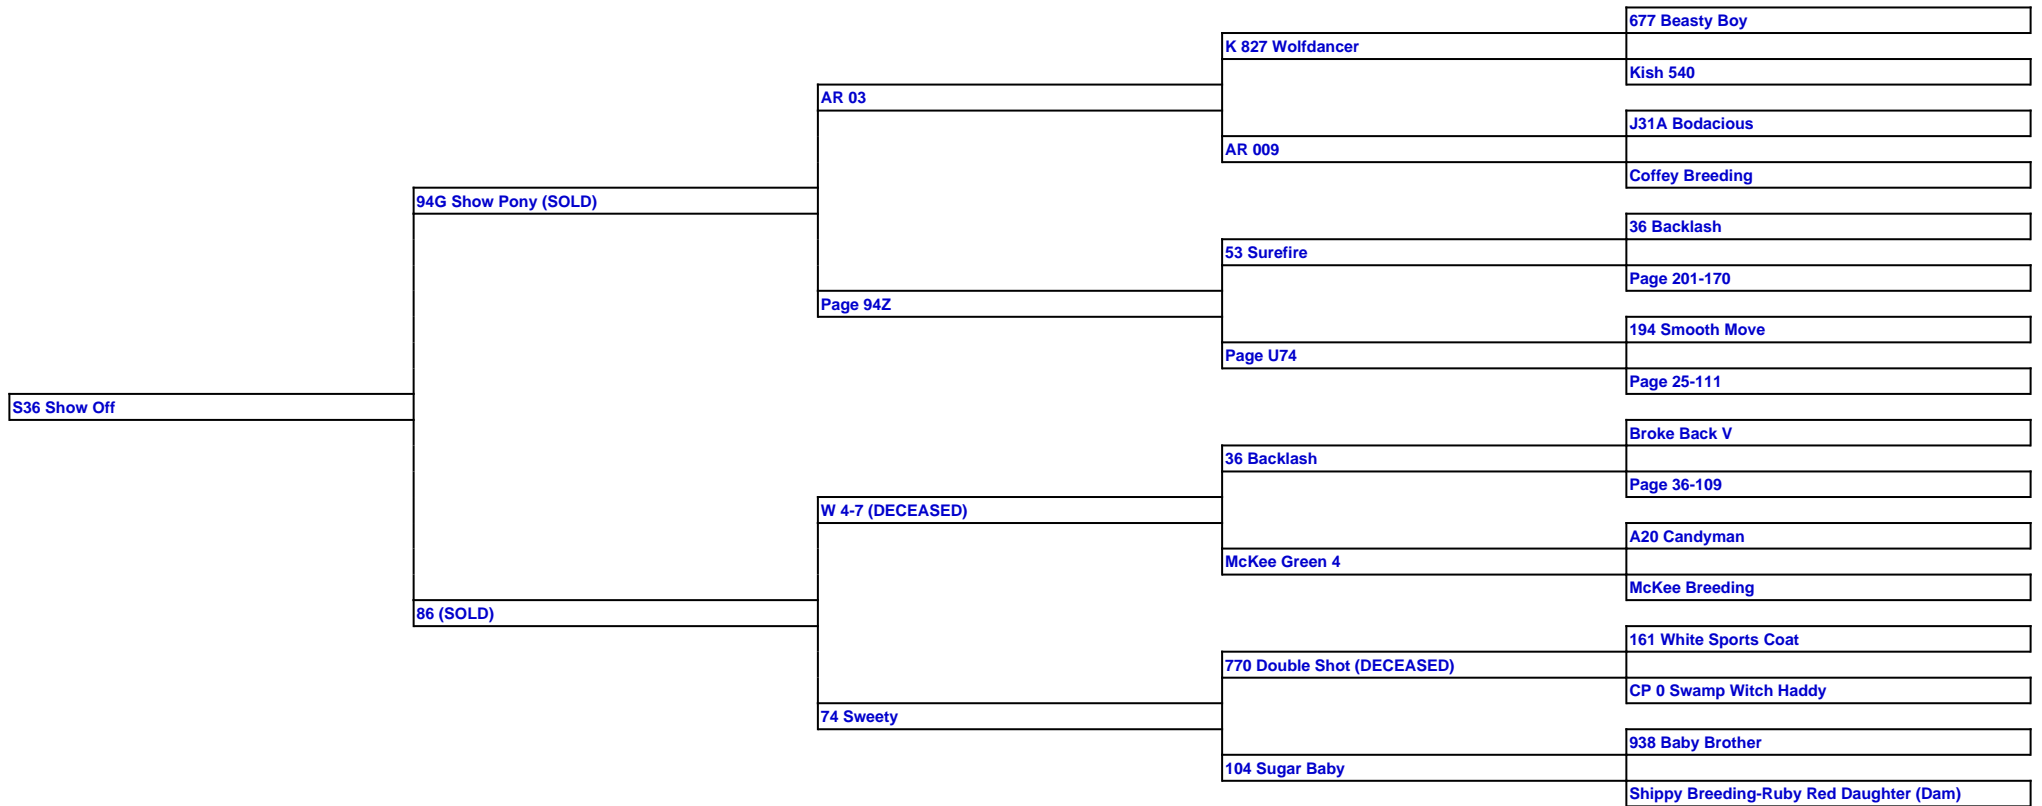 677 Beasty Boy
K 827 Wolfdancer
Kish 540
AR 03
J31A Bodacious
AR 009
Coffey Breeding
94G Show Pony (SOLD)
36 Backlash
53 Surefire
Page 201-170
Page 94Z
194 Smooth Move
Page U74
Page 25-111
S36 Show Off
Broke Back V
36 Backlash
Page 36-109
W 4-7 (DECEASED)
A20 Candyman
McKee Green 4
McKee Breeding
86 (SOLD)
161 White Sports Coat
770 Double Shot (DECEASED)
CP 0 Swamp Witch Haddy
74 Sweety
938 Baby Brother
104 Sugar Baby
Shippy Breeding-Ruby Red Daughter (Dam)